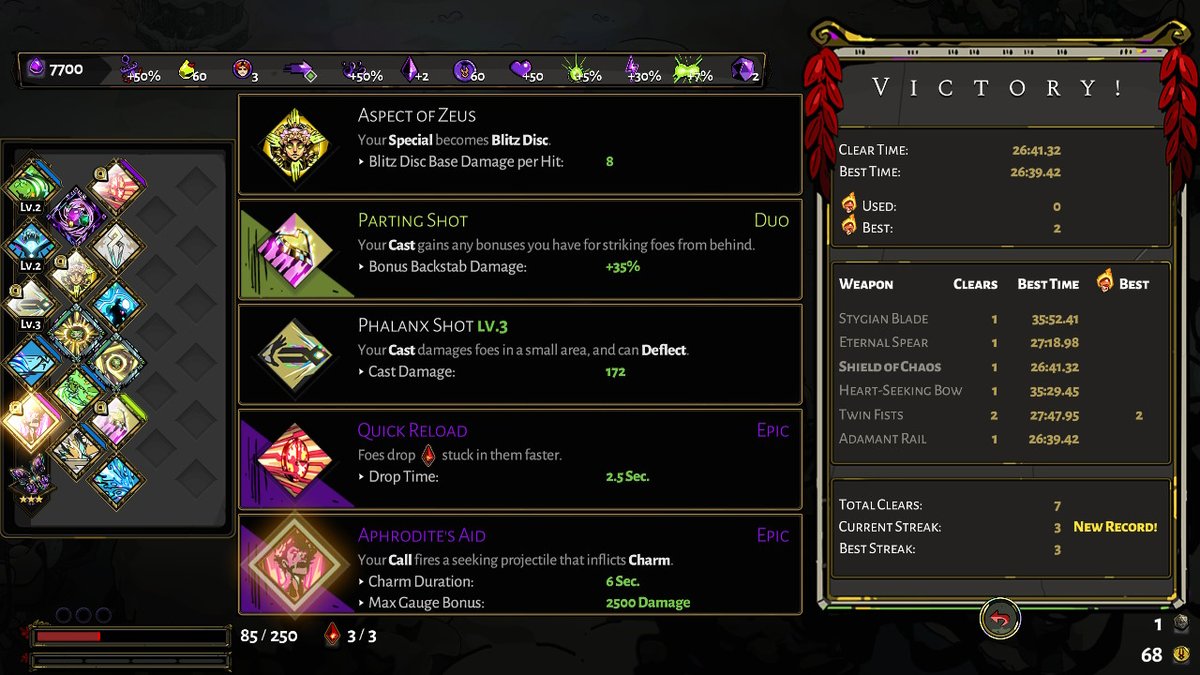 7700
+50%
60
3
+50%
+2
60
+50
+5%
+30%
2
VICTORY!
CLEAR TIME: 26:41.32
BEST TIME: 26:39.42
USED: 0
BEST: 2
WEAPON CLEARS BEST TIME BEST
STYGIAN BLADE 1 35:52.41
ETERNAL SPEAR 1 27:18.98
SHIELD OF CHAOS 1 26:41.32
HEART-SEEKING BOW 1 35:29.45
TWIN FISTS 2 27:47.95 2
ADAMANT RAIL 1 26:39.42
TOTAL CLEARS: 7
CURRENT STREAK: 3 NEW RECORD!
BEST STREAK: 3
ASPECT OF ZEUS
Your Special becomes Blitz Disc.
Blitz Disc Base Damage per Hit: 8
PARTING SHOT DUO
Your Cast gains any bonuses you have for striking foes from behind.
Bonus Backstab Damage: +35%
PHALANX SHOT LV.3
Your Cast damages foes in a small area, and can Deflect.
Cast Damage: 172
QUICK RELOAD EPIC
Foes drop stuck in them faster.
Drop Time: 2.5 Sec.
APHRODITE'S AID EPIC
Your Call fires a seeking projectile that inflicts Charm.
Charm Duration: 6 Sec.
Max Gauge Bonus: 2500 Damage
Lv.2
Lv.2
Lv.3
85 / 250
3 / 3
1
68